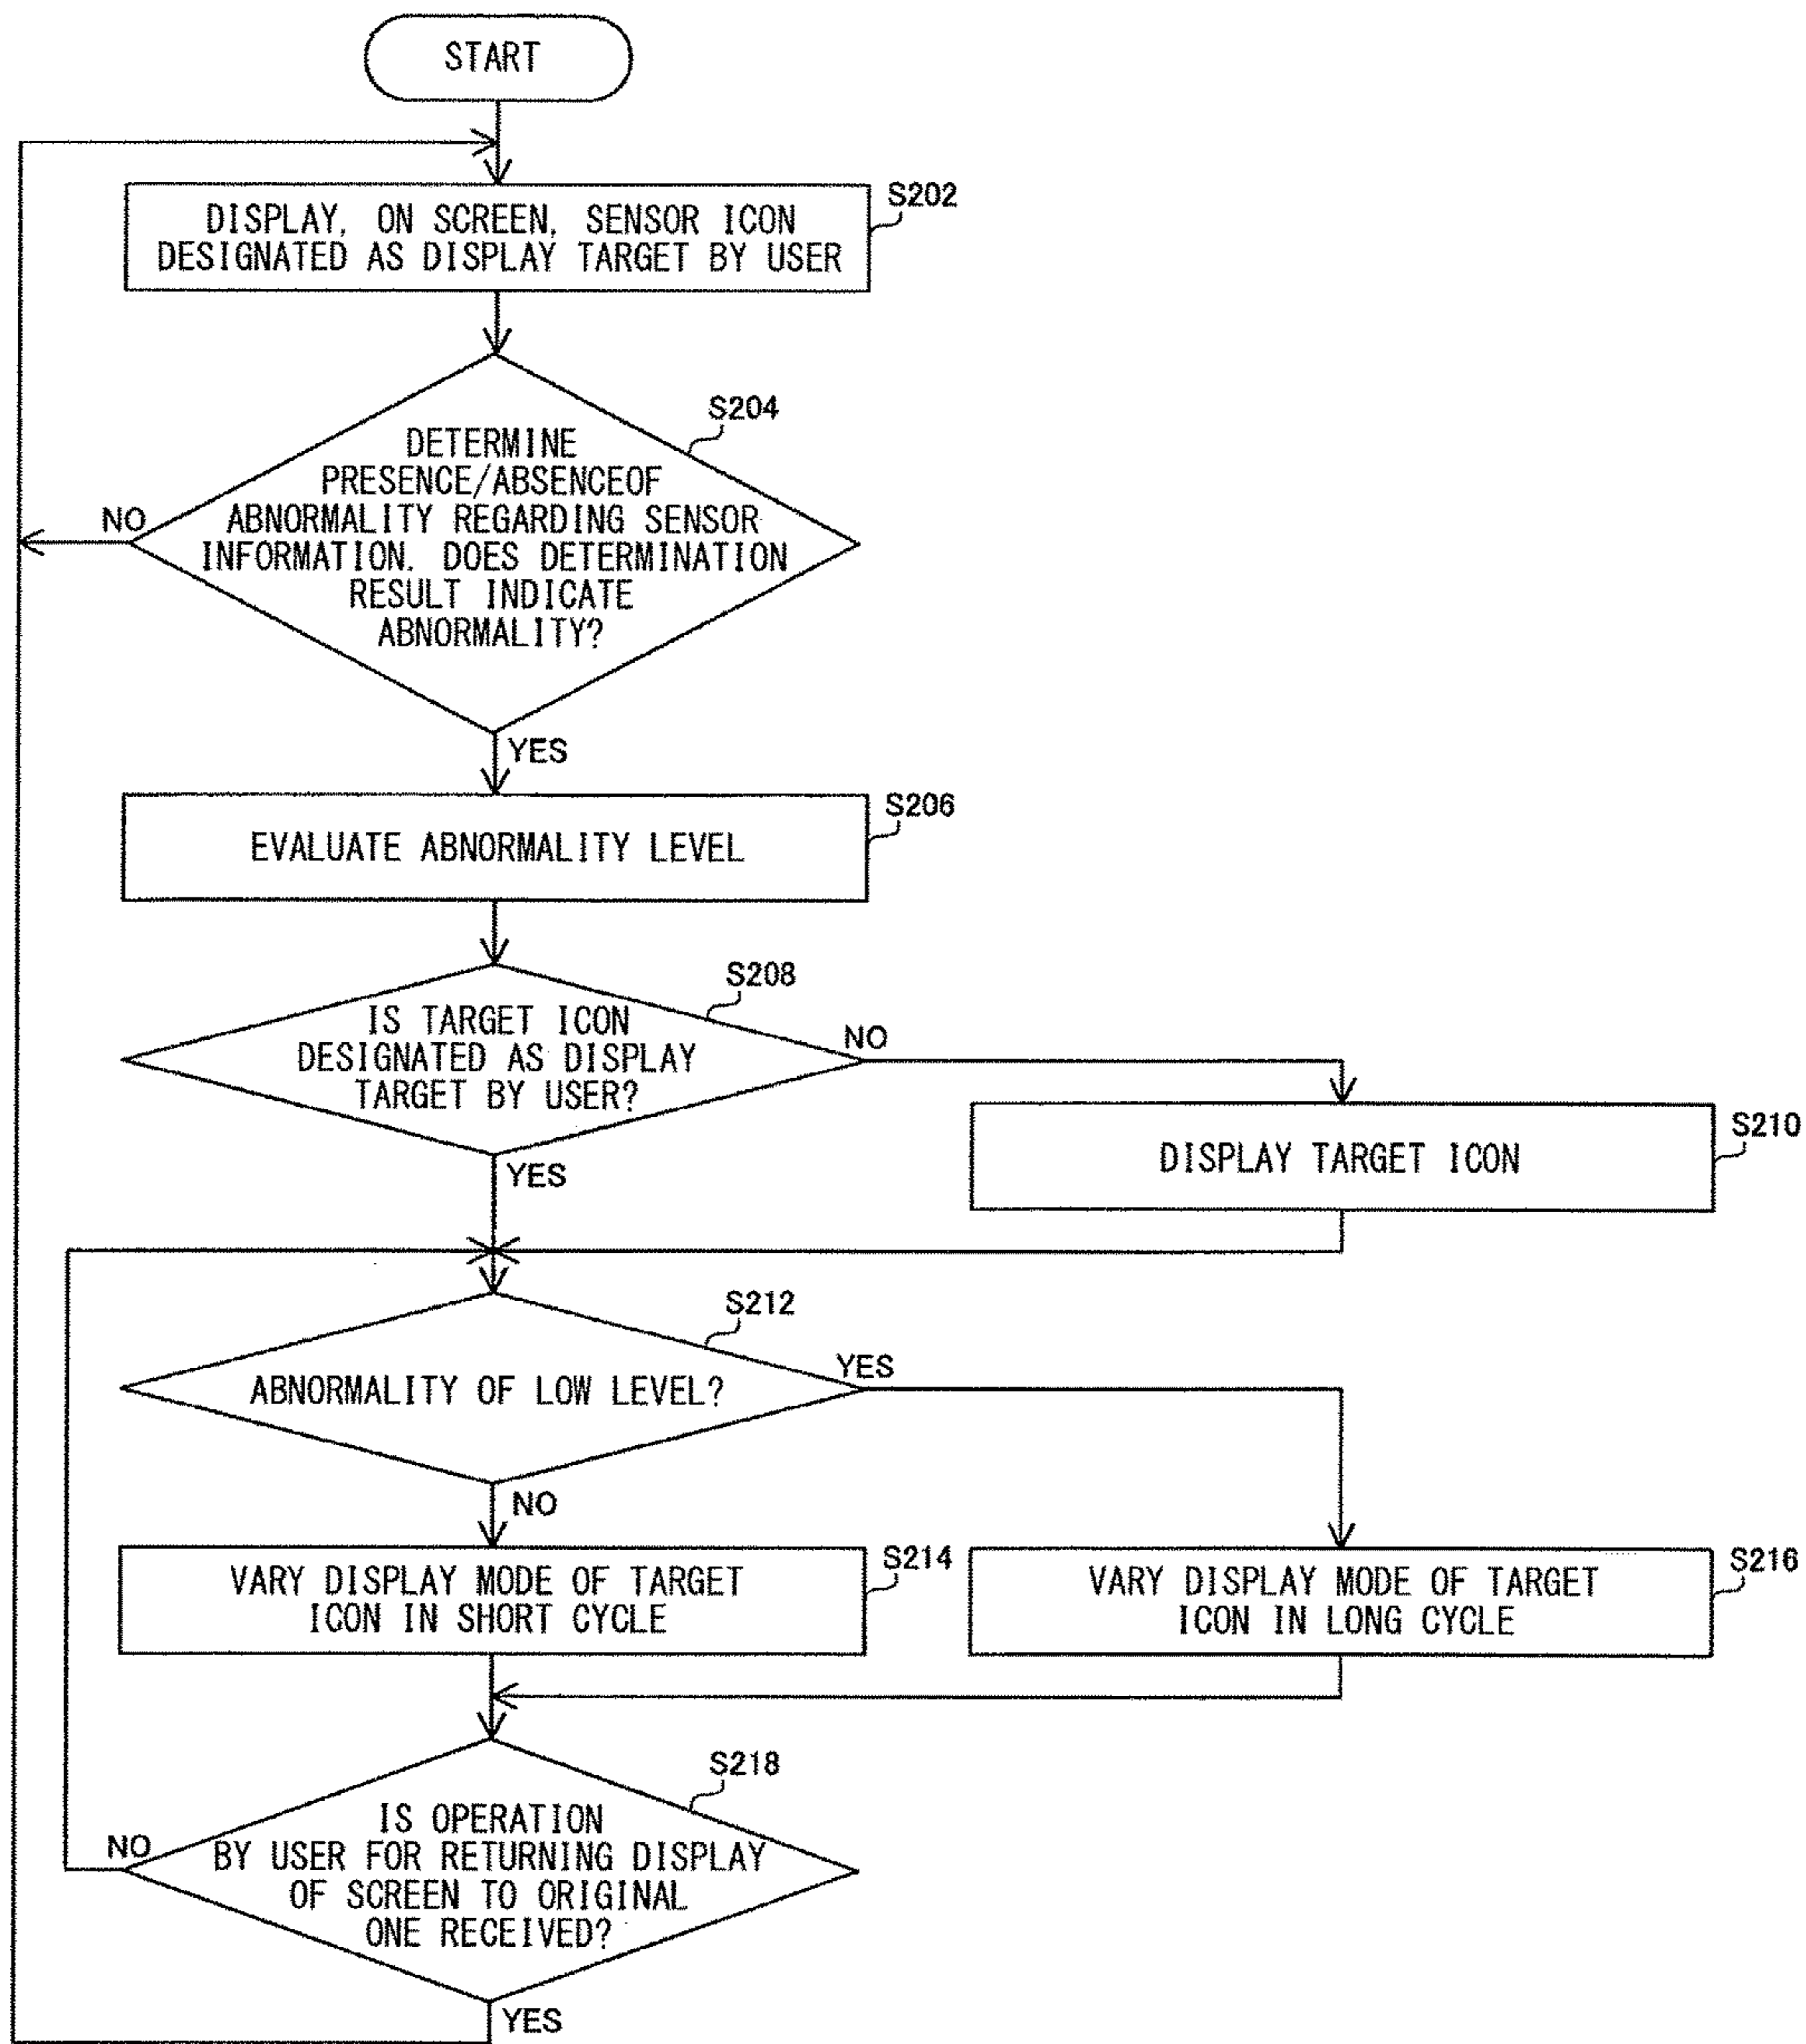 START
S202
DISPLAY, ON SCREEN, SENSOR ICON
DESIGNATED AS DISPLAY TARGET BY USER
S204
DETERMINE
PRESENCE/ABSENCEOF
ABNORMALITY REGARDING SENSOR
INFORMATION. DOES DETERMINATION
RESULT INDICATE
ABNORMALITY?
NO
YES
S206
EVALUATE ABNORMALITY LEVEL
S208
IS TARGET ICON
DESIGNATED AS DISPLAY
TARGET BY USER?
NO
YES
S210
DISPLAY TARGET ICON
S212
ABNORMALITY OF LOW LEVEL?
YES
NO
S214
VARY DISPLAY MODE OF TARGET
ICON IN SHORT CYCLE
S216
VARY DISPLAY MODE OF TARGET
ICON IN LONG CYCLE
S218
IS OPERATION
BY USER FOR RETURNING DISPLAY
OF SCREEN TO ORIGINAL
ONE RECEIVED?
NO
YES